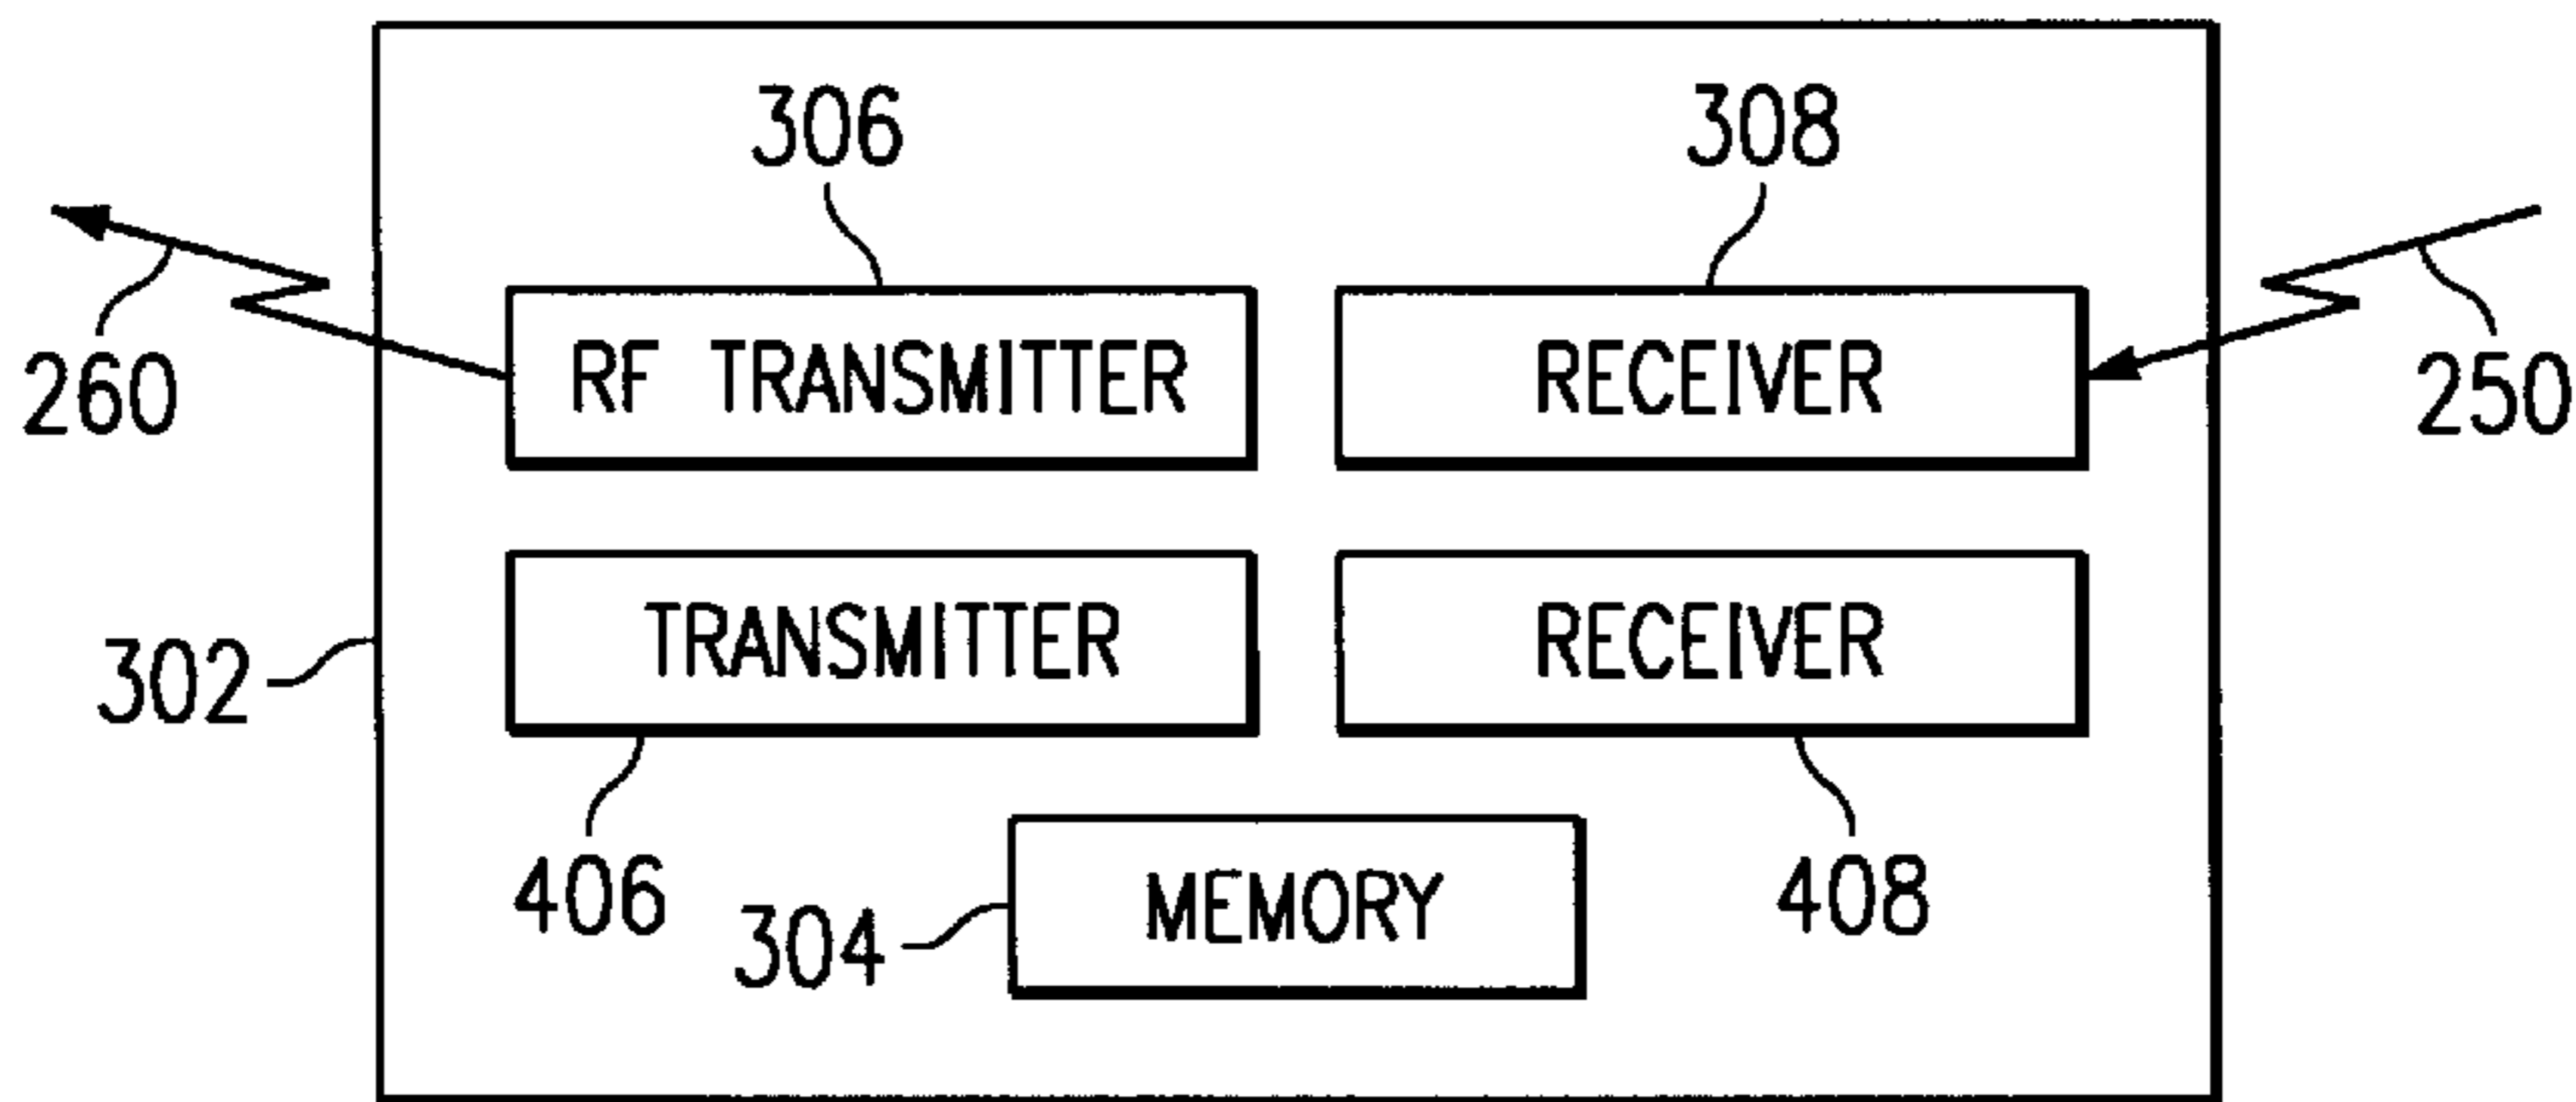 306 308
260 RF TRANSMITTER RECEIVER 250
302 TRANSMITTER RECEIVER
406 304 MEMORY 408